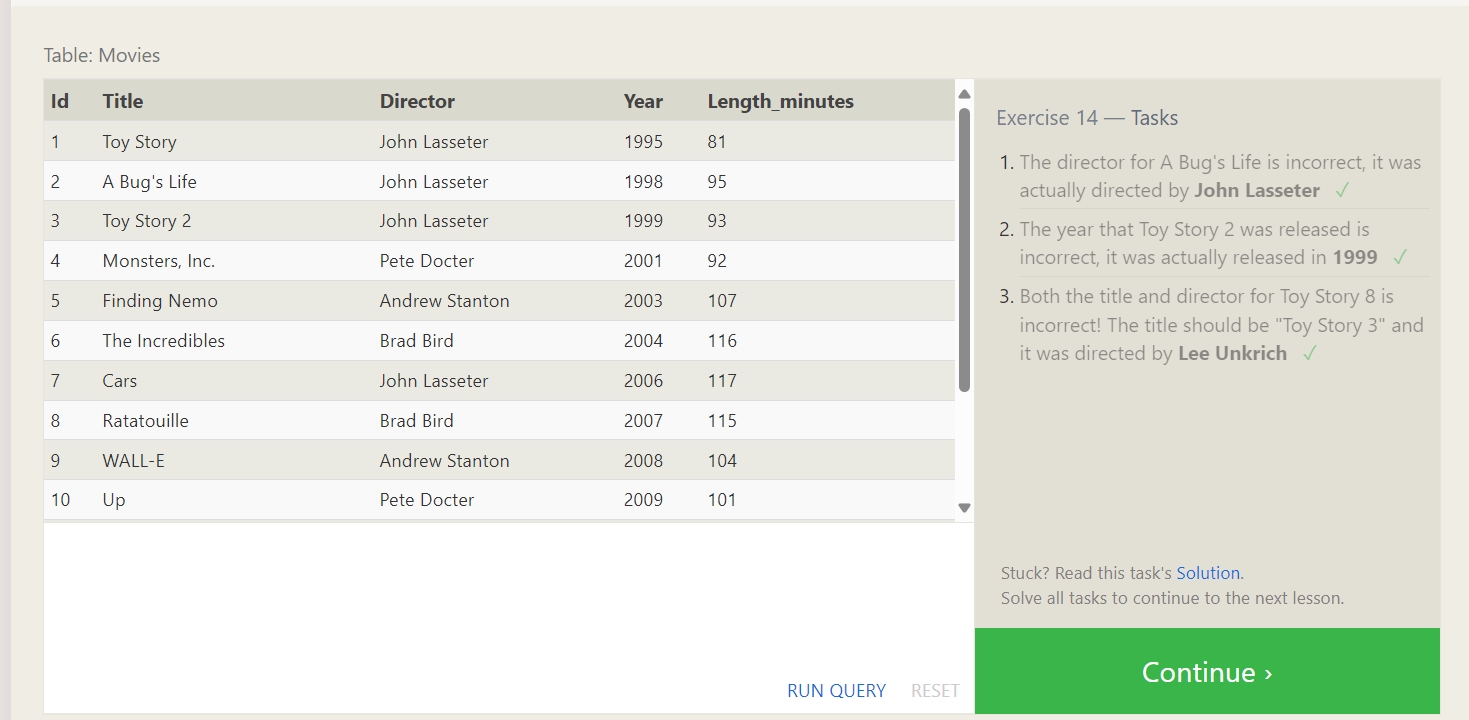 Table: Movies
Id Title Director Year Length_minutes
1 Toy Story John Lasseter 1995 81
2 A Bug's Life John Lasseter 1998 95
3 Toy Story 2 John Lasseter 1999 93
4 Monsters, Inc. Pete Docter 2001 92
5 Finding Nemo Andrew Stanton 2003 107
6 The Incredibles Brad Bird 2004 116
7 Cars John Lasseter 2006 117
8 Ratatouille Brad Bird 2007 115
9 WALL-E Andrew Stanton 2008 104
10 Up Pete Docter 2009 101
RUN QUERY RESET
Exercise 14 — Tasks
1. The director for A Bug's Life is incorrect, it was
actually directed by John Lasseter ✓
2. The year that Toy Story 2 was released is
incorrect, it was actually released in 1999 ✓
3. Both the title and director for Toy Story 8 is
incorrect! The title should be "Toy Story 3" and
it was directed by Lee Unkrich ✓
Stuck? Read this task's Solution.
Solve all tasks to continue to the next lesson.
Continue ›